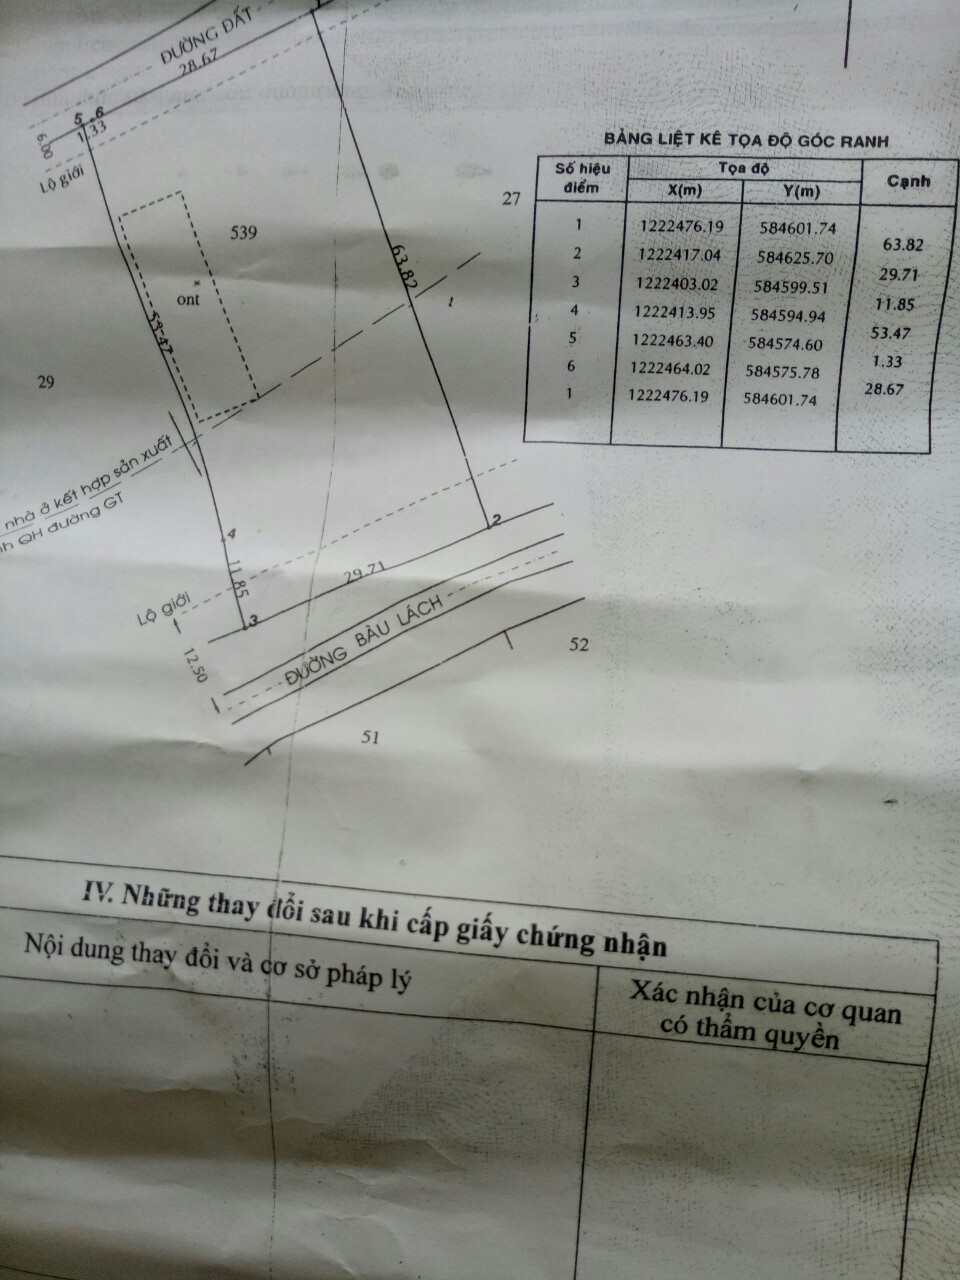 ĐƯỜNG ĐẤT
28.67
5 6
1.33
6.00
Lộ giới
27
539
ont
63.82
53.47
29
nhà ở kết hợp sản xuất
QH đường GT
4
11.85
2
29.71
Lộ giới
3
12.50
ĐƯỜNG BÀU LÁCH
52
51
BẢNG LIỆT KÊ TỌA ĐỘ GÓC RANH
Số hiệu điểm Tọa độ Cạnh
X(m) Y(m)
1 1222476.19 584601.74
63.82
2 1222417.04 584625.70
29.71
3 1222403.02 584599.51
11.85
4 1222413.95 584594.94
53.47
5 1222463.40 584574.60
1.33
6 1222464.02 584575.78
28.67
1 1222476.19 584601.74
IV. Những thay đổi sau khi cấp giấy chứng nhận
Nội dung thay đổi và cơ sở pháp lý
Xác nhận của cơ quan
có thẩm quyền